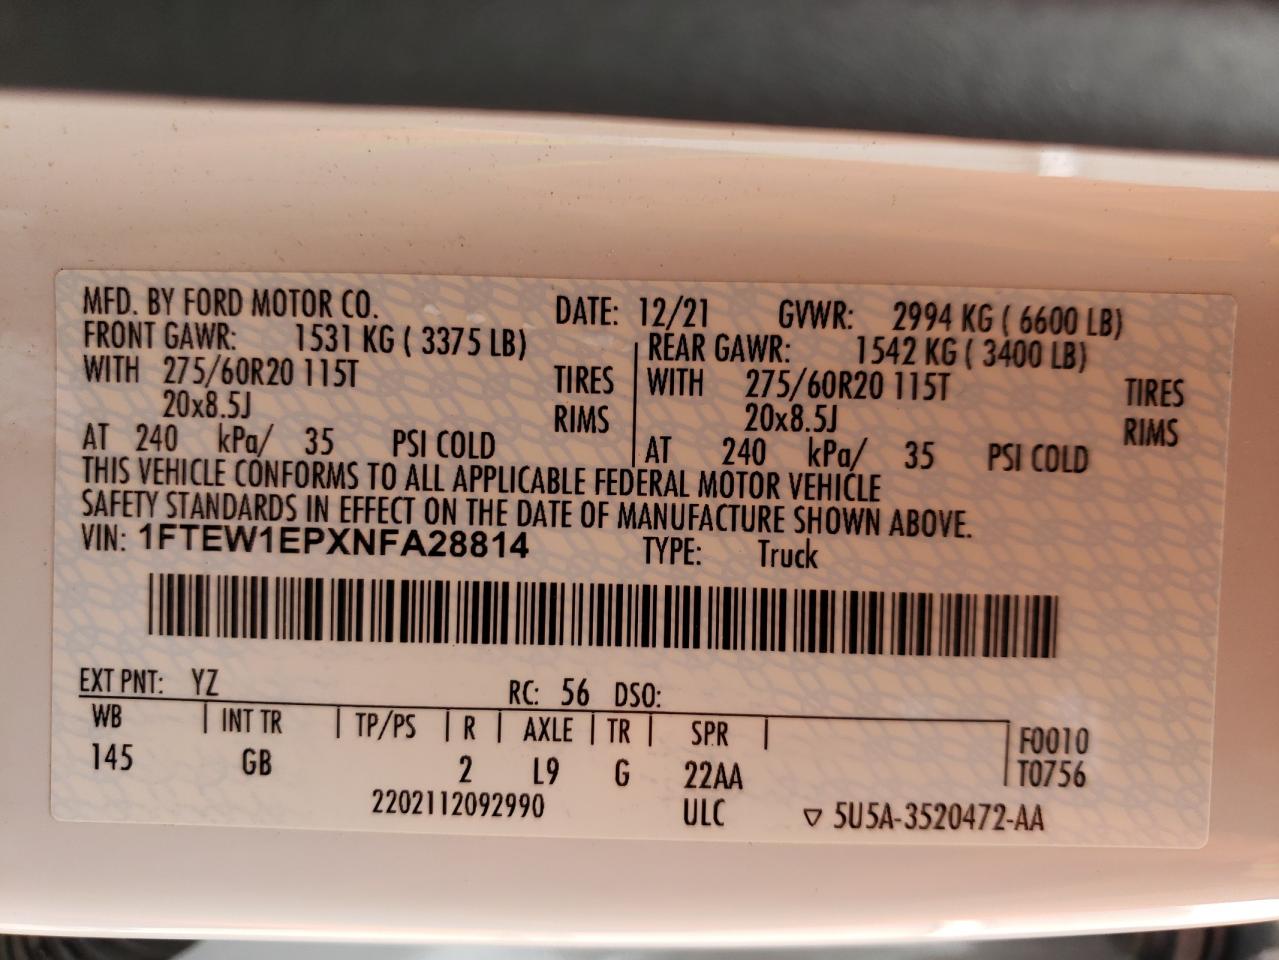 MFD. BY FORD MOTOR CO. DATE: 12/21 GVWR: 2994 KG ( 6600 LB)
FRONT GAWR: 1531 KG ( 3375 LB) REAR GAWR: 1542 KG ( 3400 LB)
WITH 275/60R20 115T TIRES WITH 275/60R20 115T TIRES
20x8.5J RIMS 20x8.5J RIMS
AT 240 kPa/ 35 PSI COLD AT 240 kPa/ 35 PSI COLD
THIS VEHICLE CONFORMS TO ALL APPLICABLE FEDERAL MOTOR VEHICLE
SAFETY STANDARDS IN EFFECT ON THE DATE OF MANUFACTURE SHOWN ABOVE.
VIN: 1FTEW1EPXNFA28814 TYPE: Truck
EXT PNT: YZ RC: 56 DSO:
WB INT TR TP/PS R AXLE TR SPR F0010
145 GB 2 L9 G 22AA T0756
2202112092990 ULC ▽ 5U5A-3520472-AA